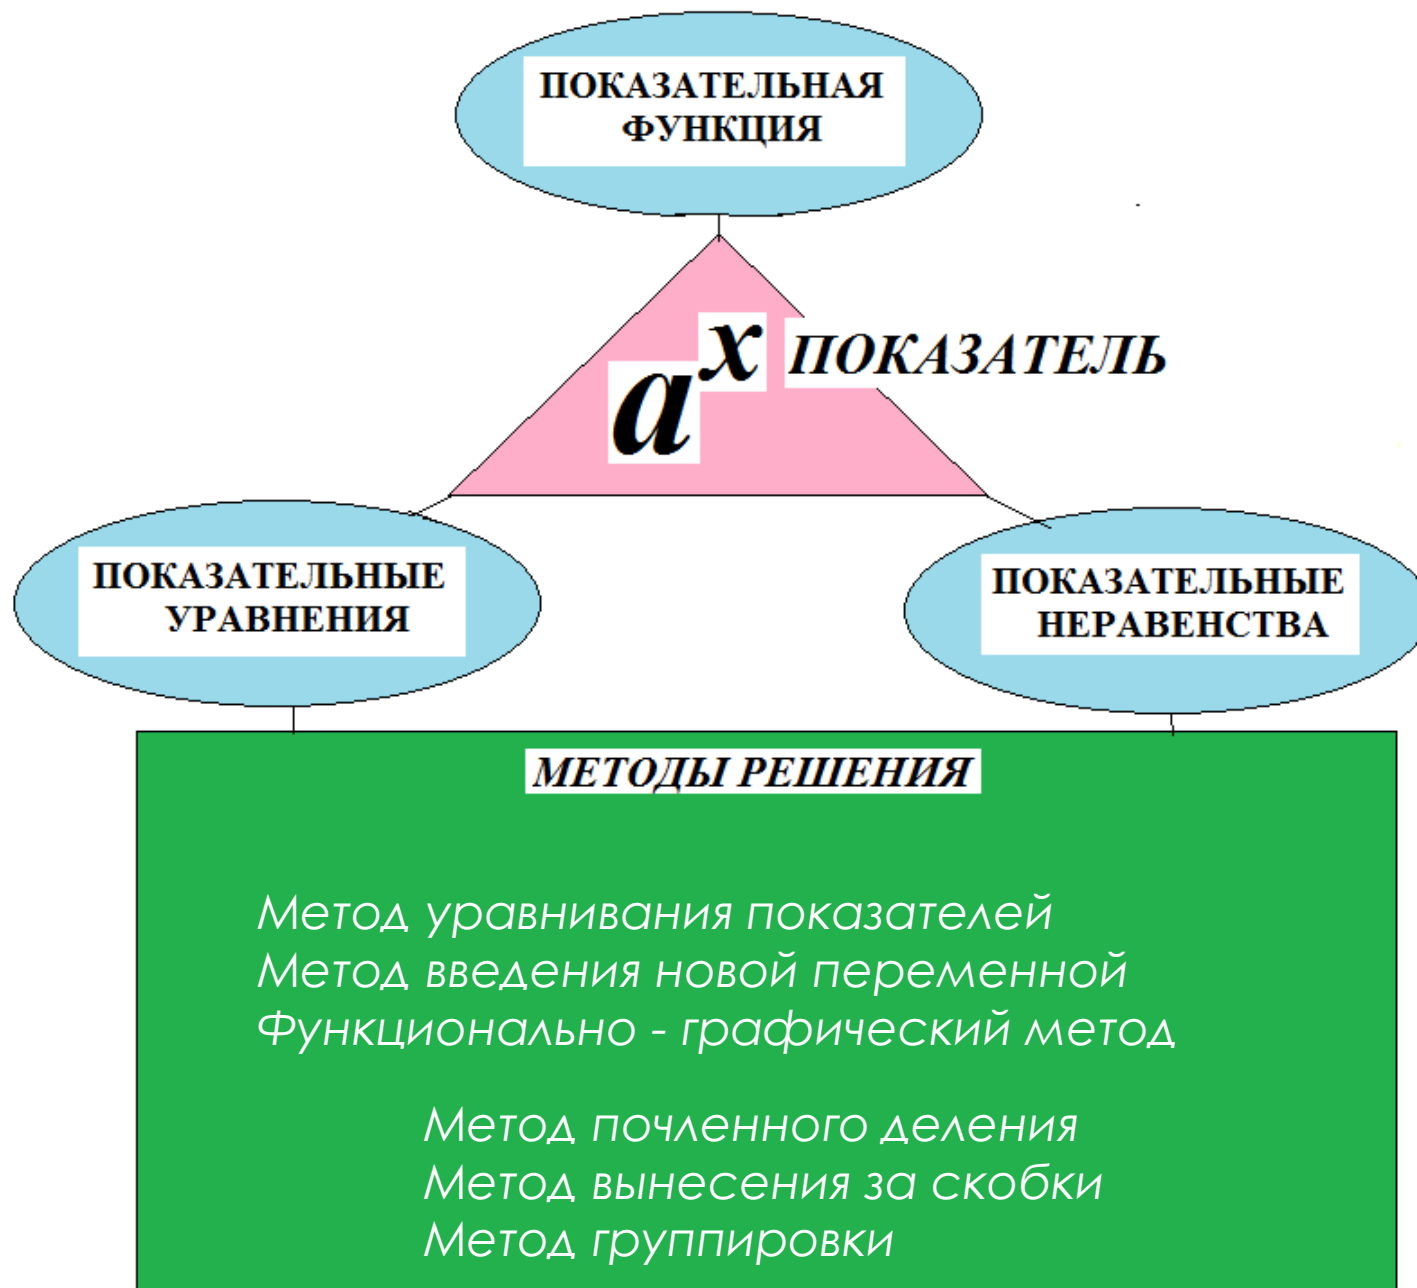 ПОКАЗАТЕЛЬНАЯ
ФУНКЦИЯ
a^x ПОКАЗАТЕЛЬ
ПОКАЗАТЕЛЬНЫЕ
УРАВНЕНИЯ
ПОКАЗАТЕЛЬНЫЕ
НЕРАВЕНСТВА
МЕТОДЫ РЕШЕНИЯ
Метод уравнивания показателей
Метод введения новой переменной
Функционально - графический метод
Метод почленного деления
Метод вынесения за скобки
Метод группировки